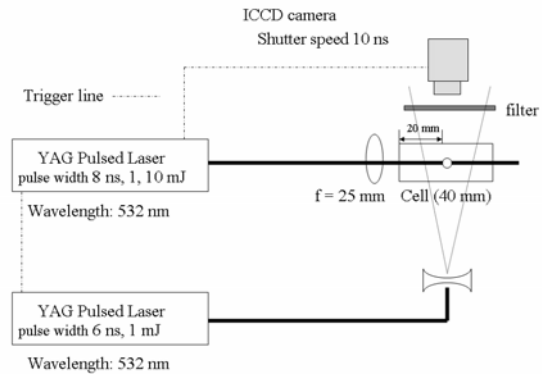 ICCD camera
Shutter speed 10 ns
Trigger line
filter
20 mm
YAG Pulsed Laser
pulse width 8 ns, 1, 10 mJ
f = 25 mm
Cell (40 mm)
Wavelength: 532 nm
YAG Pulsed Laser
pulse width 6 ns, 1 mJ
Wavelength: 532 nm